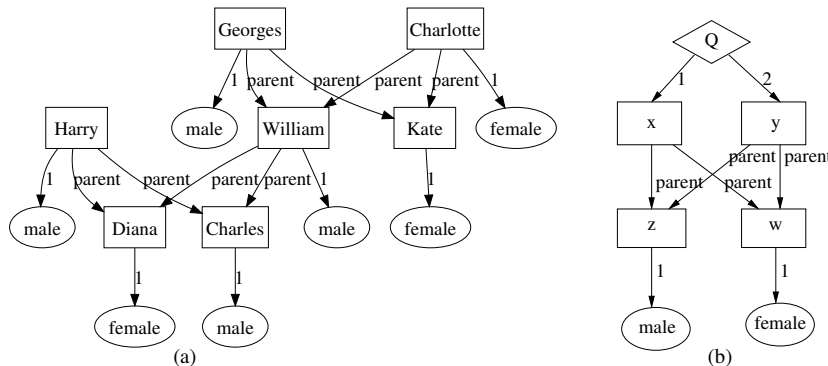 Georges Charlotte Q
1 parent parent parent parent 1 1 2
male William Kate female x y
Harry
1 parent parent parent parent 1 1 parent parent parent parent
male Diana Charles male female z w
1 1 1 1
female male male female
(a) (b)